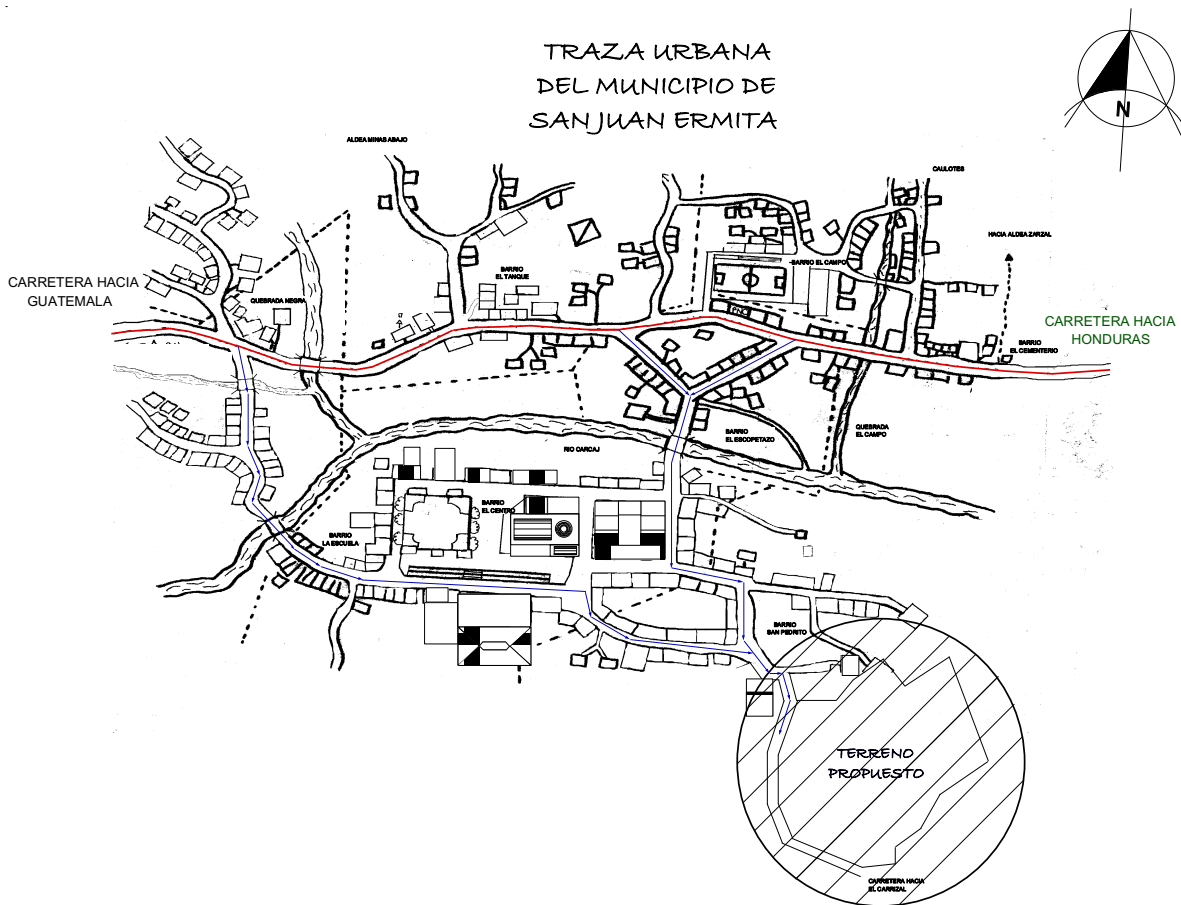 TRAZA URBANA
DEL MUNICIPIO DE
SAN JUAN ERMITA
N
ALDEA MINAS ABAJO
CAULOTES
HACIA ALDEA ZARZAL
CARRETERA HACIA
GUATEMALA
QUEBRADA NEGRA
BARRIO
EL TANQUE
BARRIO EL CAMPO
PNC
CARRETERA HACIA
HONDURAS
BARRIO
EL CEMENTERIO
BARRIO
EL ESCOPETAZO
QUEBRADA
EL CAMPO
RIO CARCAJ
BARRIO
EL CENTRO
BARRIO
LA ESCUELA
BARRIO
SAN PEDRITO
TERRENO
PROPUESTO
CARRETERA HACIA
EL CARRIZAL